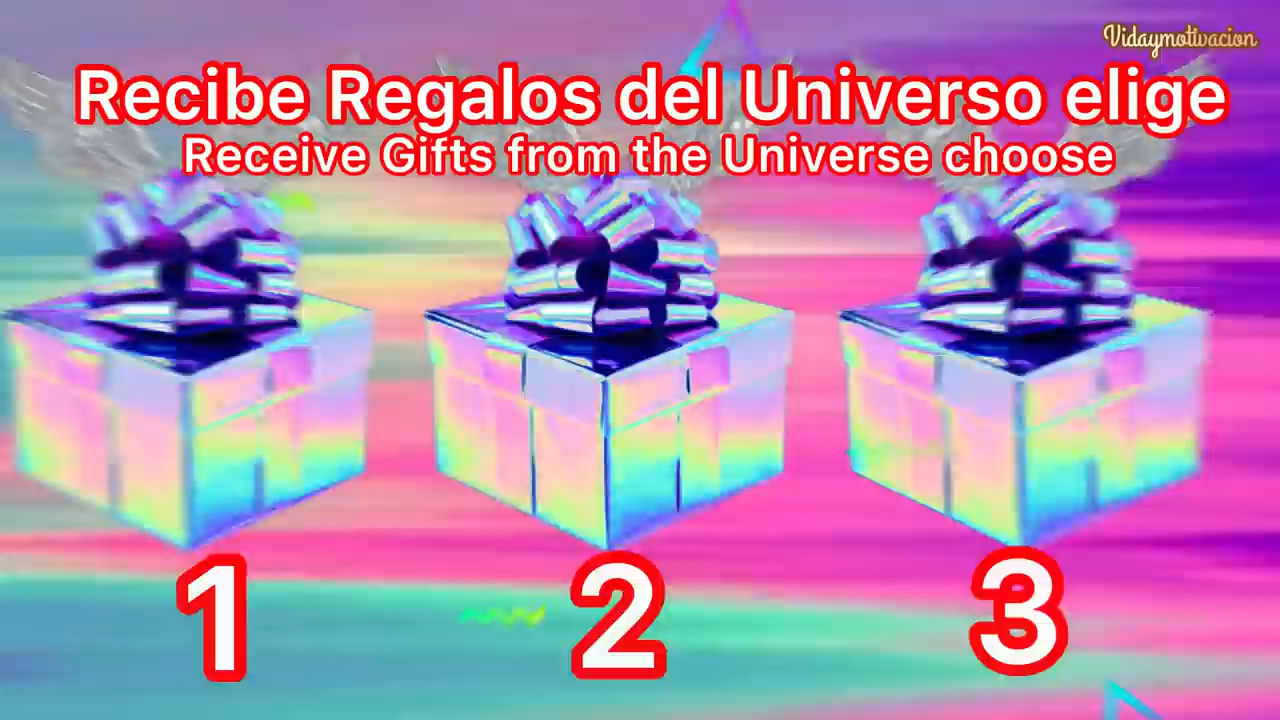 Vidaymotivacion
Recibe Regalos del Universo elige
Receive Gifts from the Universe choose
1 2 3